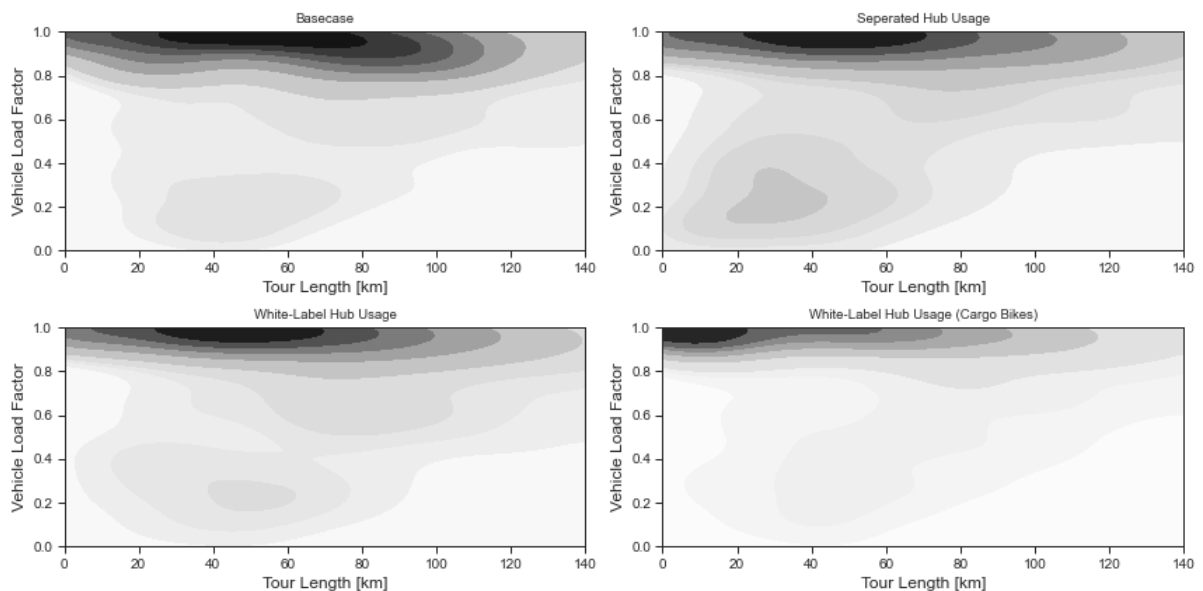 Basecase
Seperated Hub Usage
Vehicle Load Factor
1.0
0.8
0.6
0.4
0.2
0.0
0 20 40 60 80 100 120 140
Tour Length [km]
Vehicle Load Factor
1.0
0.8
0.6
0.4
0.2
0.0
0 20 40 60 80 100 120 140
Tour Length [km]
White-Label Hub Usage
White-Label Hub Usage (Cargo Bikes)
Vehicle Load Factor
1.0
0.8
0.6
0.4
0.2
0.0
0 20 40 60 80 100 120 140
Tour Length [km]
Vehicle Load Factor
1.0
0.8
0.6
0.4
0.2
0.0
0 20 40 60 80 100 120 140
Tour Length [km]